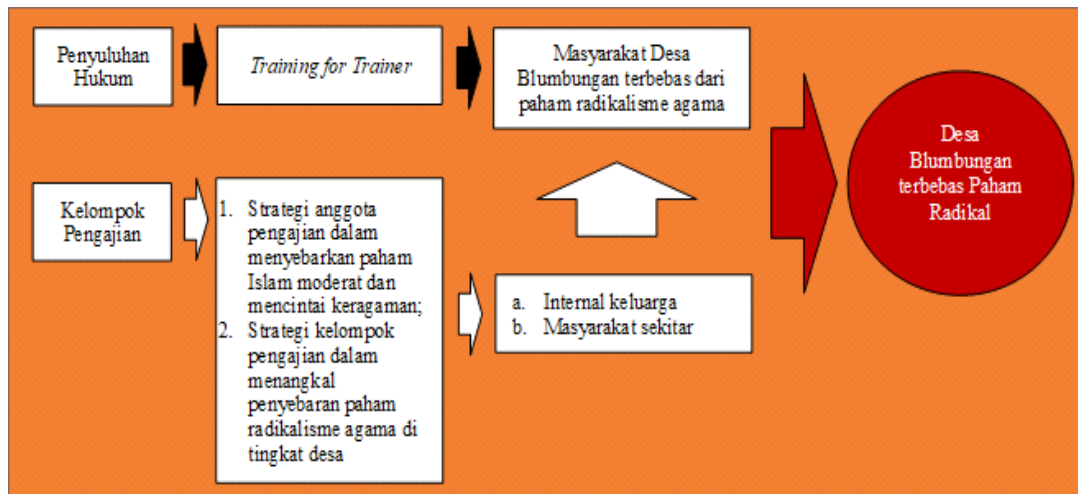 Penyuluhan
Hukum
Training for Trainer
Masyarakat Desa
Blumbungan terbebas dari
paham radikalisme agama
Desa
Blumbungan
terbebas Paham
Radikal
Kelompok
Pengajian
1. Strategi anggota
pengajian dalam
menyebarkan paham
Islam moderat dan
mencintai keragaman;
2. Strategi kelompok
pengajian dalam
menangkal
penyebaran paham
radikalisme agama di
tingkat desa
a. Internal keluarga
b. Masyarakat sekitar